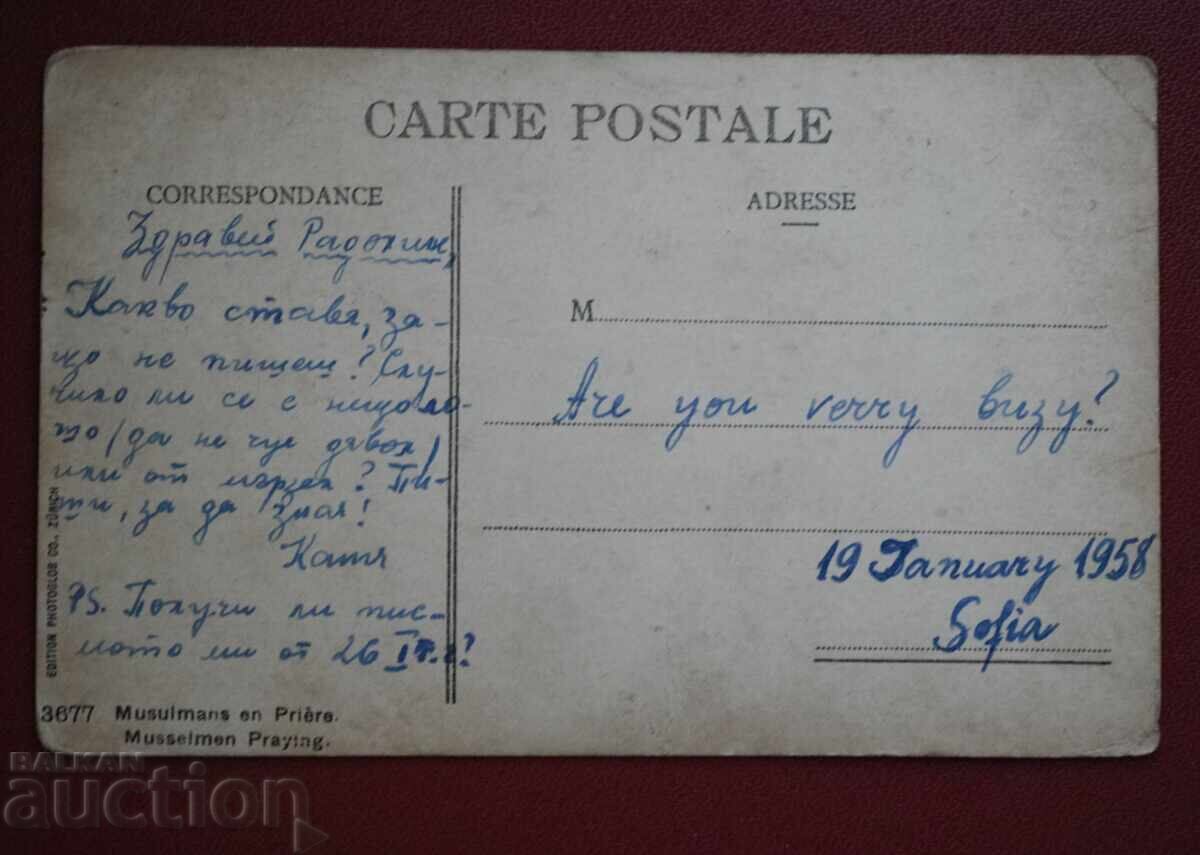 CARTE POSTALE
CORRESPONDANCE
Здравей Радолин,
Какво става, за-
що не пишеш? Слу-
чило ли се е нещо ло-
шо (да не чуе дявол)
или от мързел? Пи-
ши, за да зная!
Катя
PS. Получи ли пис-
мото ми от 26 I
ADRESSE
M
Are you verry buzy?
19 January 1958
Sofia
EDITION PHOTOGLOB CO., ZÜRICH
3677 Musulmans en Prière.
Musselmen Praying.
BALKAN
auction